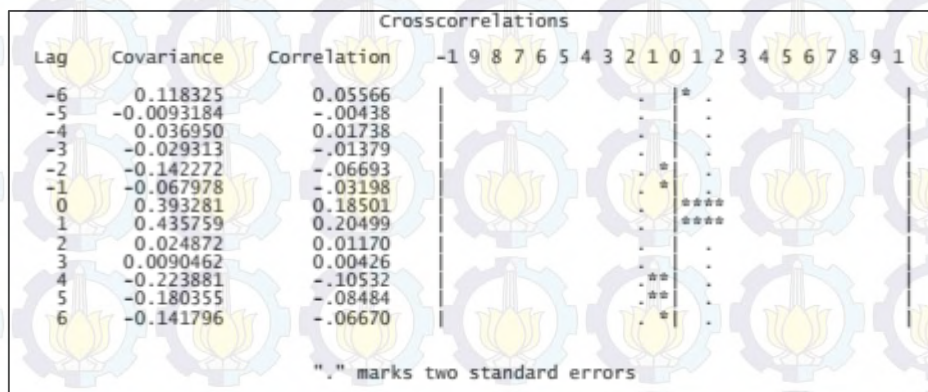 Crosscorrelations
Lag Covariance Correlation -1 9 8 7 6 5 4 3 2 1 0 1 2 3 4 5 6 7 8 9 1
-6 0.118325 0.05566 | . |* . |
-5 -0.0093184 -.00438 | . | . |
-4 0.036950 0.01738 | . | . |
-3 -0.029313 -.01379 | . | . |
-2 -0.142272 -.06693 | . *| . |
-1 -0.067978 -.03198 | . *| . |
0 0.393281 0.18501 | . |**** |
1 0.435759 0.20499 | . |**** |
2 0.024872 0.01170 | . | . |
3 0.0090462 0.00426 | . | . |
4 -0.223881 -.10532 | .**| . |
5 -0.180355 -.08484 | .**| . |
6 -0.141796 -.06670 | . *| . |
"." marks two standard errors